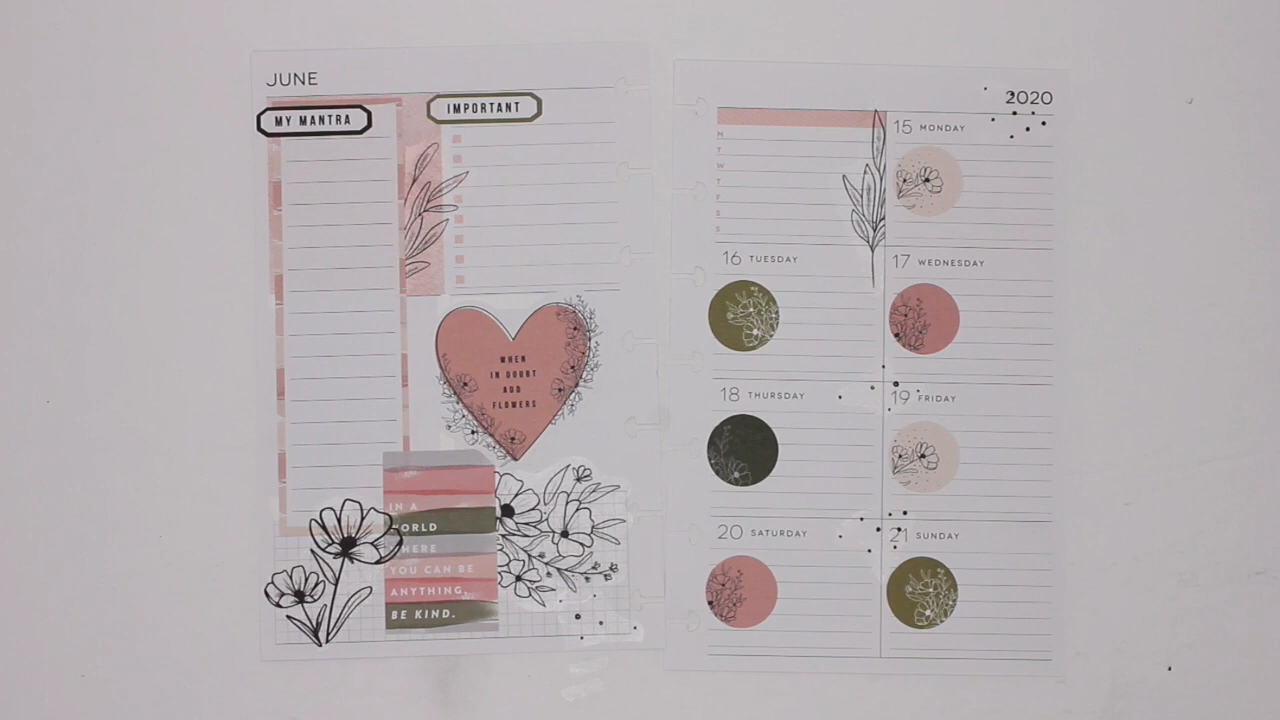 JUNE
MY MANTRA
IMPORTANT
WHEN
IN DOUBT
ADD
FLOWERS
IN A
WORLD
WHERE
YOU CAN BE
ANYTHING,
BE KIND.
2020
M
T
W
T
F
S
S
15 MONDAY
16 TUESDAY
17 WEDNESDAY
18 THURSDAY
19 FRIDAY
20 SATURDAY
21 SUNDAY